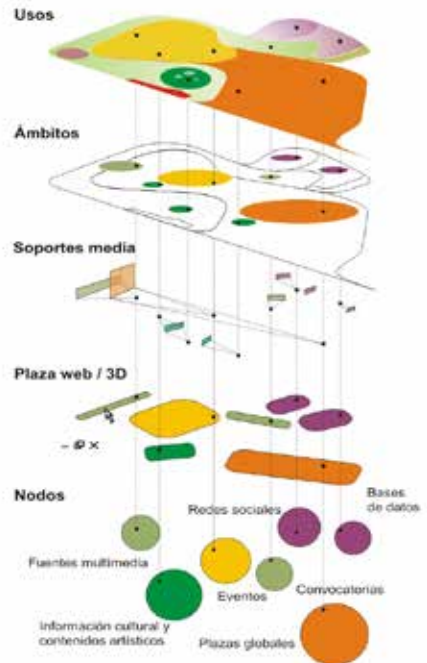 Usos
Ámbitos
Soportes media
Plaza web / 3D
Nodos
Redes sociales
Bases
de datos
Fuentes multimedia
Eventos
Convocatorias
Información cultural y
contenidos artísticos
Plazas globales